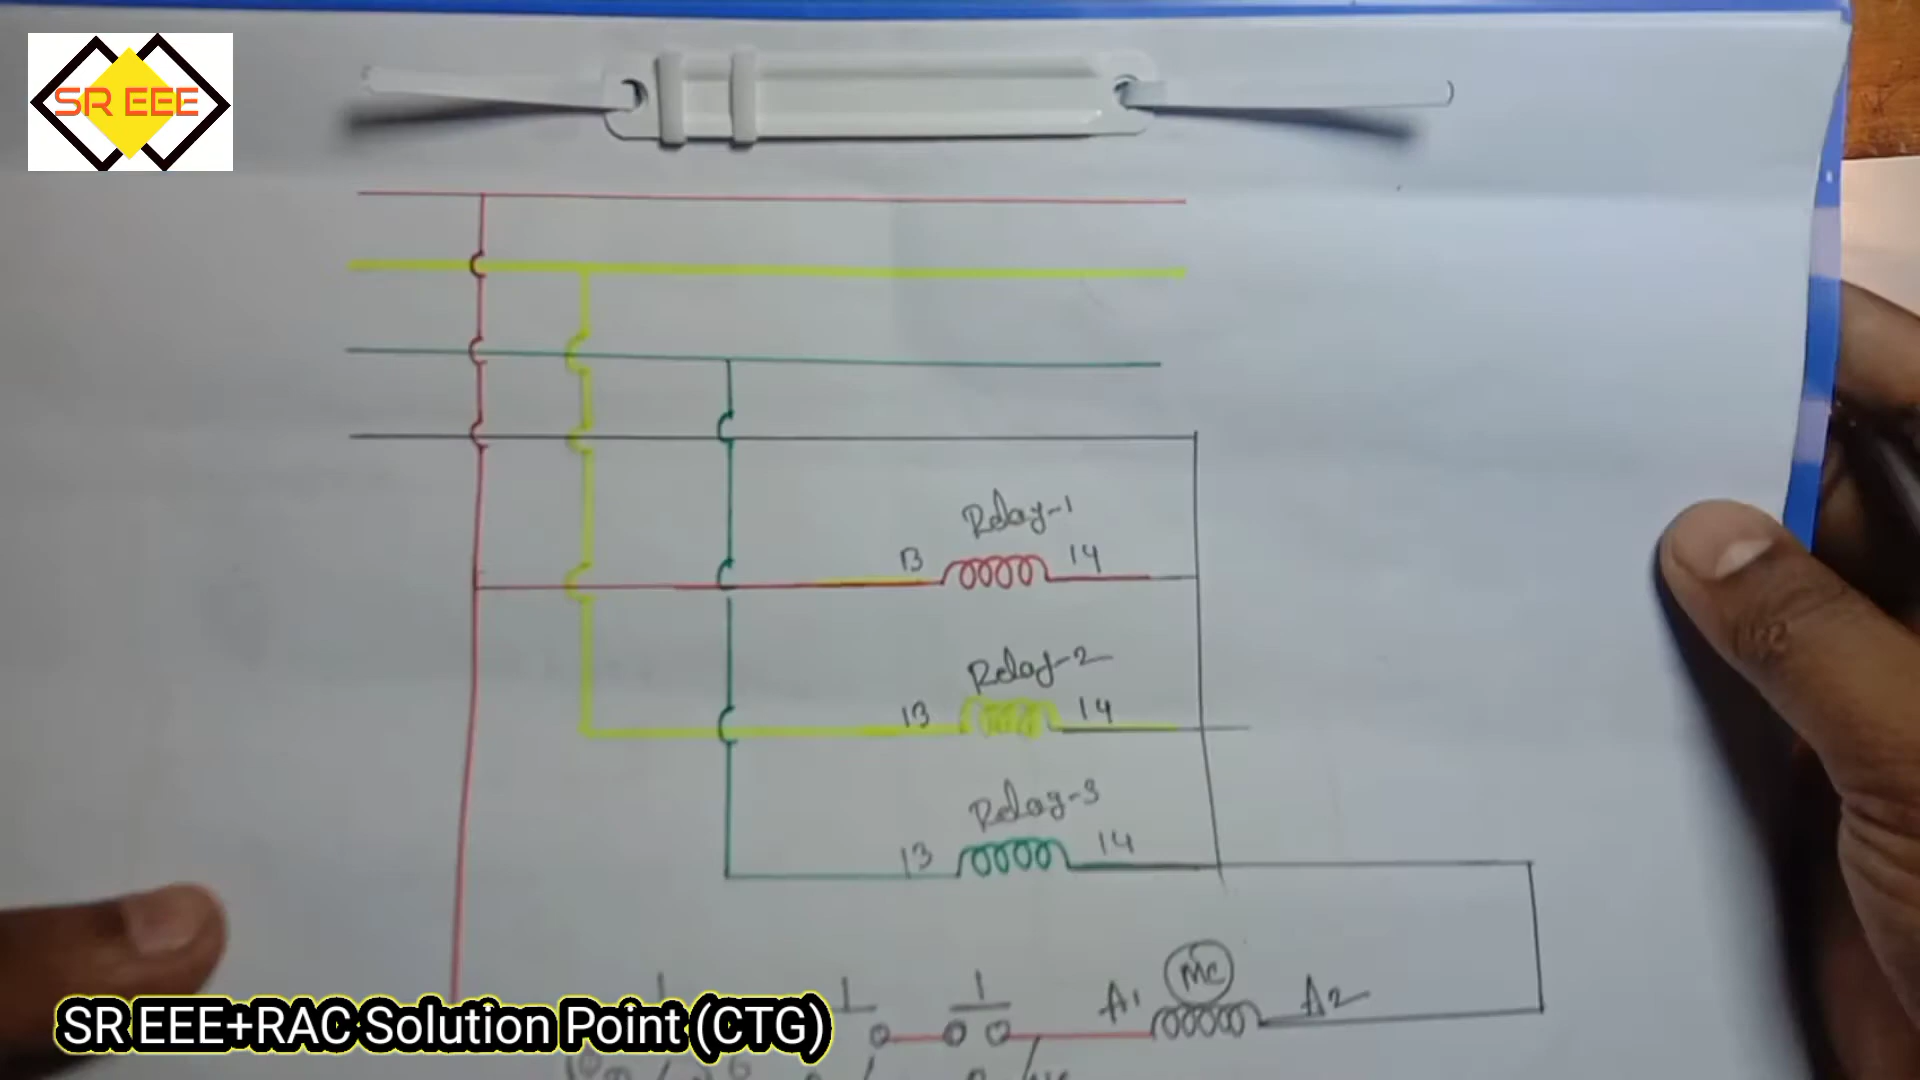 SR EEE
Relay-1
13 14
Relay-2
13 14
Relay-3
13 14
MC
A1 A2
SR EEE+RAC Solution Point (CTG)